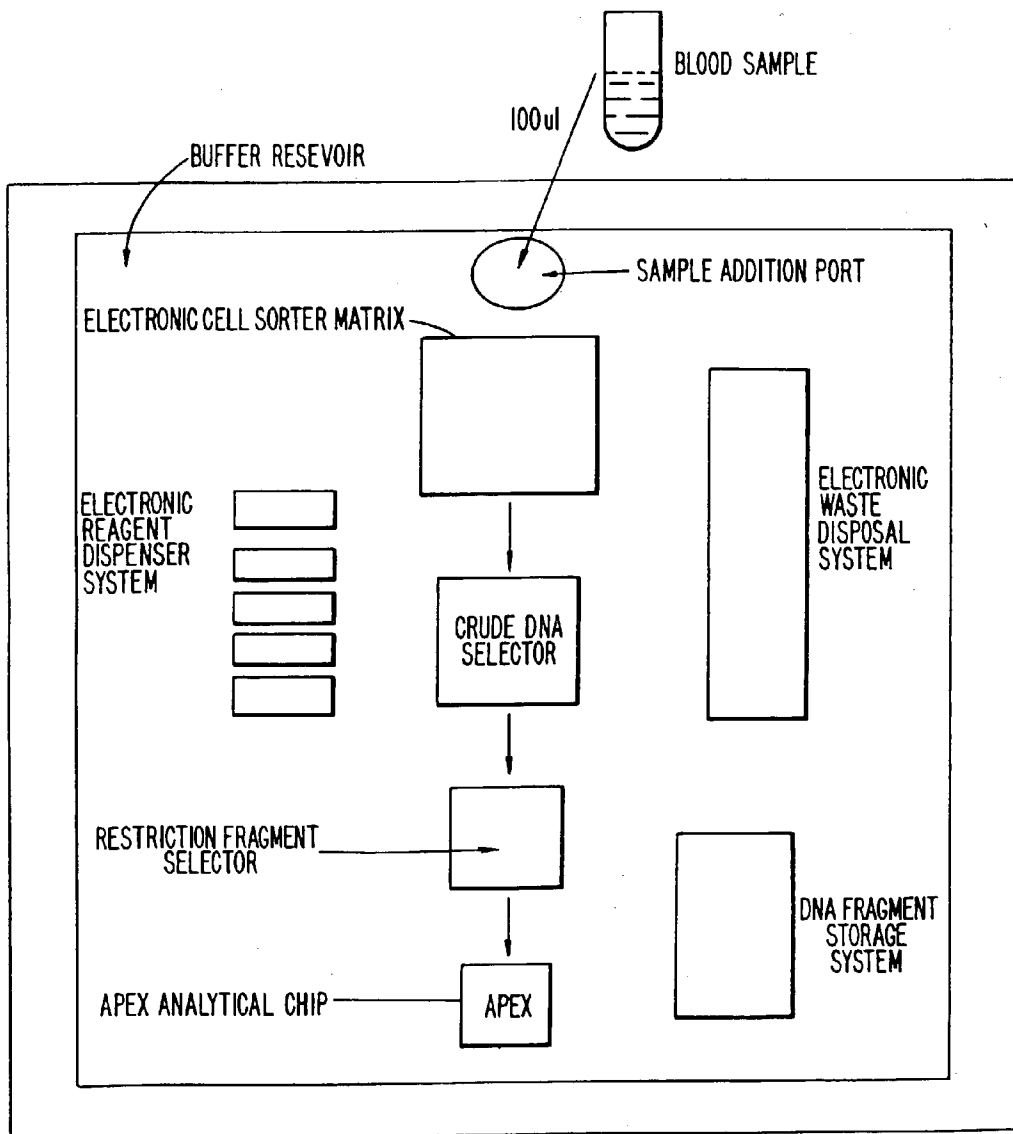 BLOOD SAMPLE
100ul
BUFFER RESEVOIR
SAMPLE ADDITION PORT
ELECTRONIC CELL SORTER MATRIX
ELECTRONIC
REAGENT
DISPENSER
SYSTEM
ELECTRONIC
WASTE
DISPOSAL
SYSTEM
CRUDE DNA
SELECTOR
RESTRICTION FRAGMENT
SELECTOR
DNA FRAGMENT
STORAGE
SYSTEM
APEX ANALYTICAL CHIP
APEX